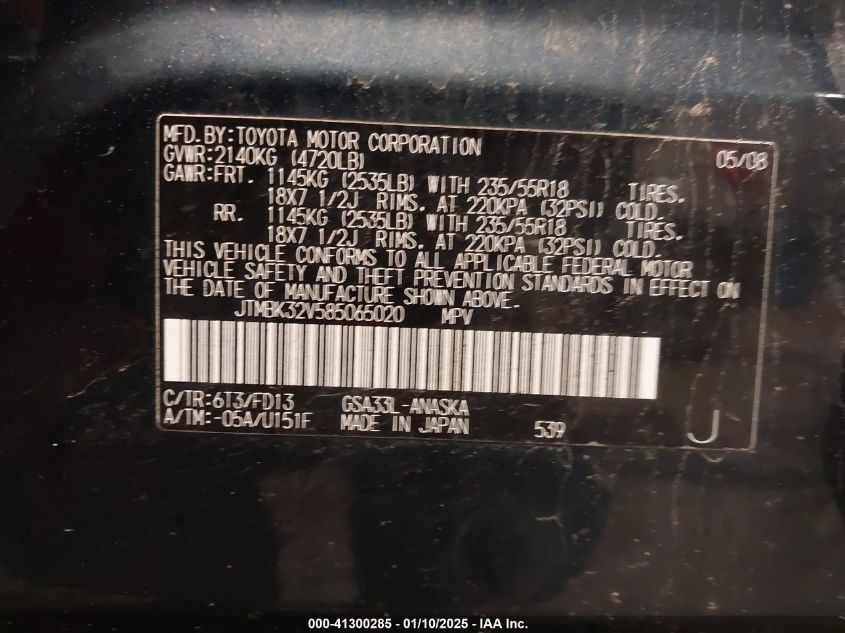 MFD. BY: TOYOTA MOTOR CORPORATION 05/08
GVWR: 2140KG (4720LB)
GAWR: FRT. 1145KG (2535LB) WITH 235/55R18 TIRES.
18X7 1/2J RIMS. AT 220KPA (32PSI) COLD.
RR. 1145KG (2535LB) WITH 235/55R18 TIRES.
18X7 1/2J RIMS. AT 220KPA (32PSI) COLD.
THIS VEHICLE CONFORMS TO ALL APPLICABLE FEDERAL MOTOR
VEHICLE SAFETY AND THEFT PREVENTION STANDARDS IN EFFECT ON
THE DATE OF MANUFACTURE SHOWN ABOVE.
JTMBK32V585065020 MPV
C/TR: 6T3/FD13 GSA33L-ANASKA
A/TM: -05A/U151F MADE IN JAPAN 539 J
000-41300285 - 01/10/2025 - IAA Inc.